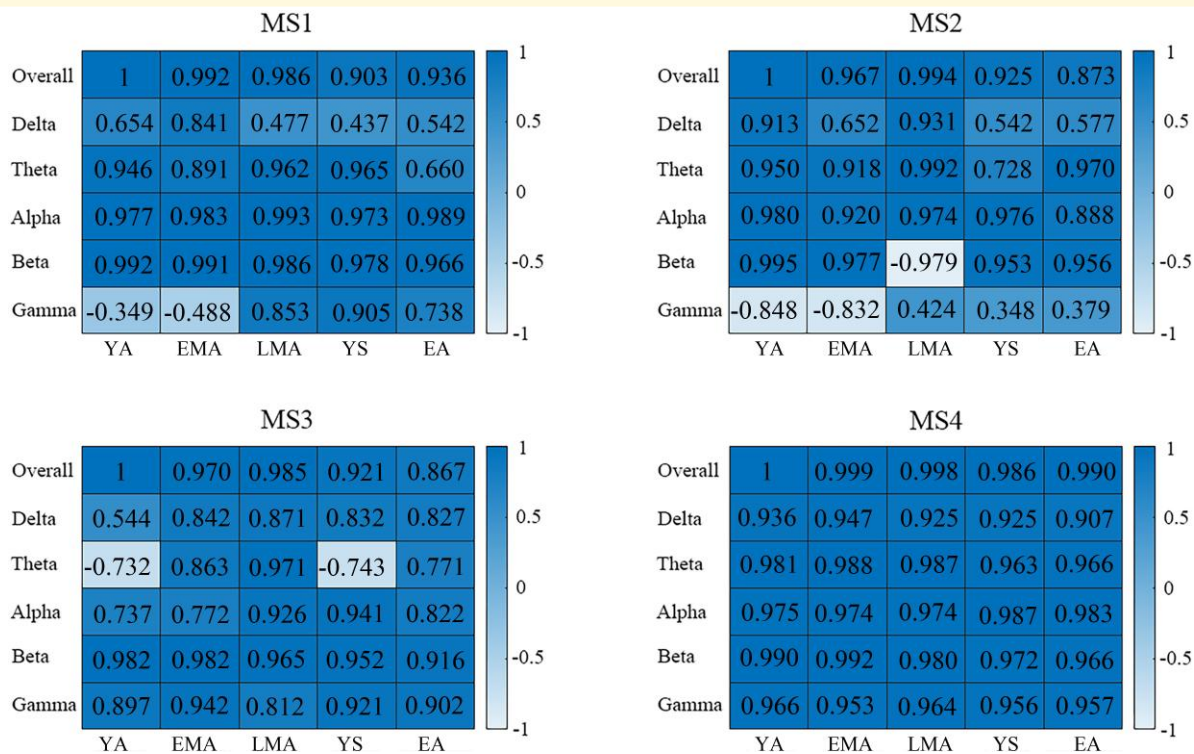 MS1
Overall 1 0.992 0.986 0.903 0.936
Delta 0.654 0.841 0.477 0.437 0.542
Theta 0.946 0.891 0.962 0.965 0.660
Alpha 0.977 0.983 0.993 0.973 0.989
Beta 0.992 0.991 0.986 0.978 0.966
Gamma -0.349 -0.488 0.853 0.905 0.738
YA EMA LMA YS EA
1
0.5
0
-0.5
-1
MS2
Overall 1 0.967 0.994 0.925 0.873
Delta 0.913 0.652 0.931 0.542 0.577
Theta 0.950 0.918 0.992 0.728 0.970
Alpha 0.980 0.920 0.974 0.976 0.888
Beta 0.995 0.977 -0.979 0.953 0.956
Gamma -0.848 -0.832 0.424 0.348 0.379
YA EMA LMA YS EA
1
0.5
0
-0.5
-1
MS3
Overall 1 0.970 0.985 0.921 0.867
Delta 0.544 0.842 0.871 0.832 0.827
Theta -0.732 0.863 0.971 -0.743 0.771
Alpha 0.737 0.772 0.926 0.941 0.822
Beta 0.982 0.982 0.965 0.952 0.916
Gamma 0.897 0.942 0.812 0.921 0.902
YA EMA LMA YS EA
1
0.5
0
-0.5
-1
MS4
Overall 1 0.999 0.998 0.986 0.990
Delta 0.936 0.947 0.925 0.925 0.907
Theta 0.981 0.988 0.987 0.963 0.966
Alpha 0.975 0.974 0.974 0.987 0.983
Beta 0.990 0.992 0.980 0.972 0.966
Gamma 0.966 0.953 0.964 0.956 0.957
YA EMA LMA YS EA
1
0.5
0
-0.5
-1